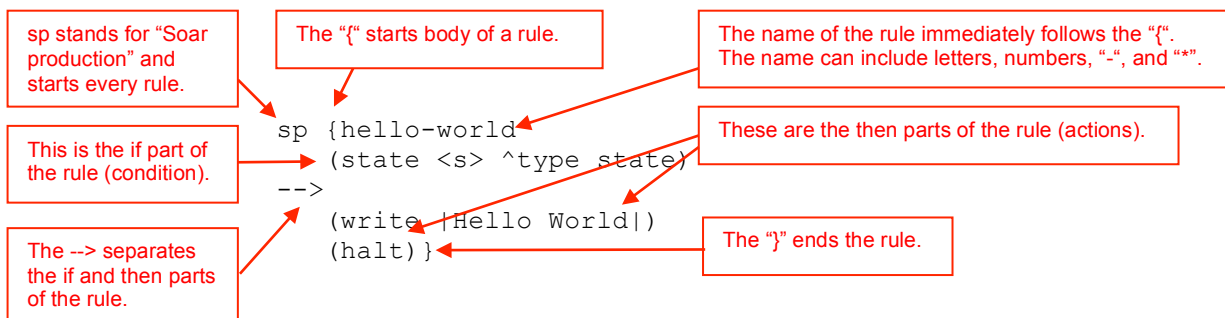 sp stands for “Soar
production” and
starts every rule.
The “{“ starts body of a rule.
The name of the rule immediately follows the “{“.
The name can include letters, numbers, “-“, and “*”.
sp {hello-world
(state <s> ^type state)
-->
(write |Hello World|)
(halt)}
This is the if part of
the rule (condition).
These are the then parts of the rule (actions).
The --> separates
the if and then parts
of the rule.
The “}” ends the rule.